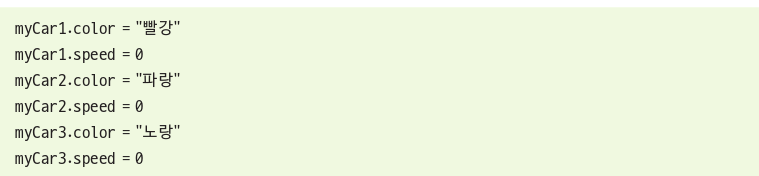 myCar1.color = "빨강"
myCar1.speed = 0
myCar2.color = "파랑"
myCar2.speed = 0
myCar3.color = "노랑"
myCar3.speed = 0